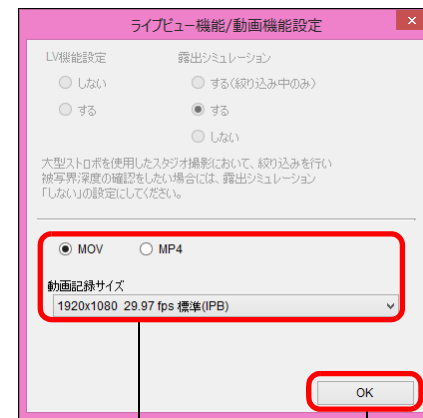 ライブビュー機能/動画機能設定
LV機能設定
露出シミュレーション
しない
する(絞り込み中のみ)
する
する
しない
大型ストロボを使用したスタジオ撮影において、絞り込みを行い
被写界深度の確認をしたい場合には、露出シミュレーション
「しない」の設定にしてください。
MOV
MP4
動画記録サイズ
1920x1080 29.97 fps 標準(IPB)
OK